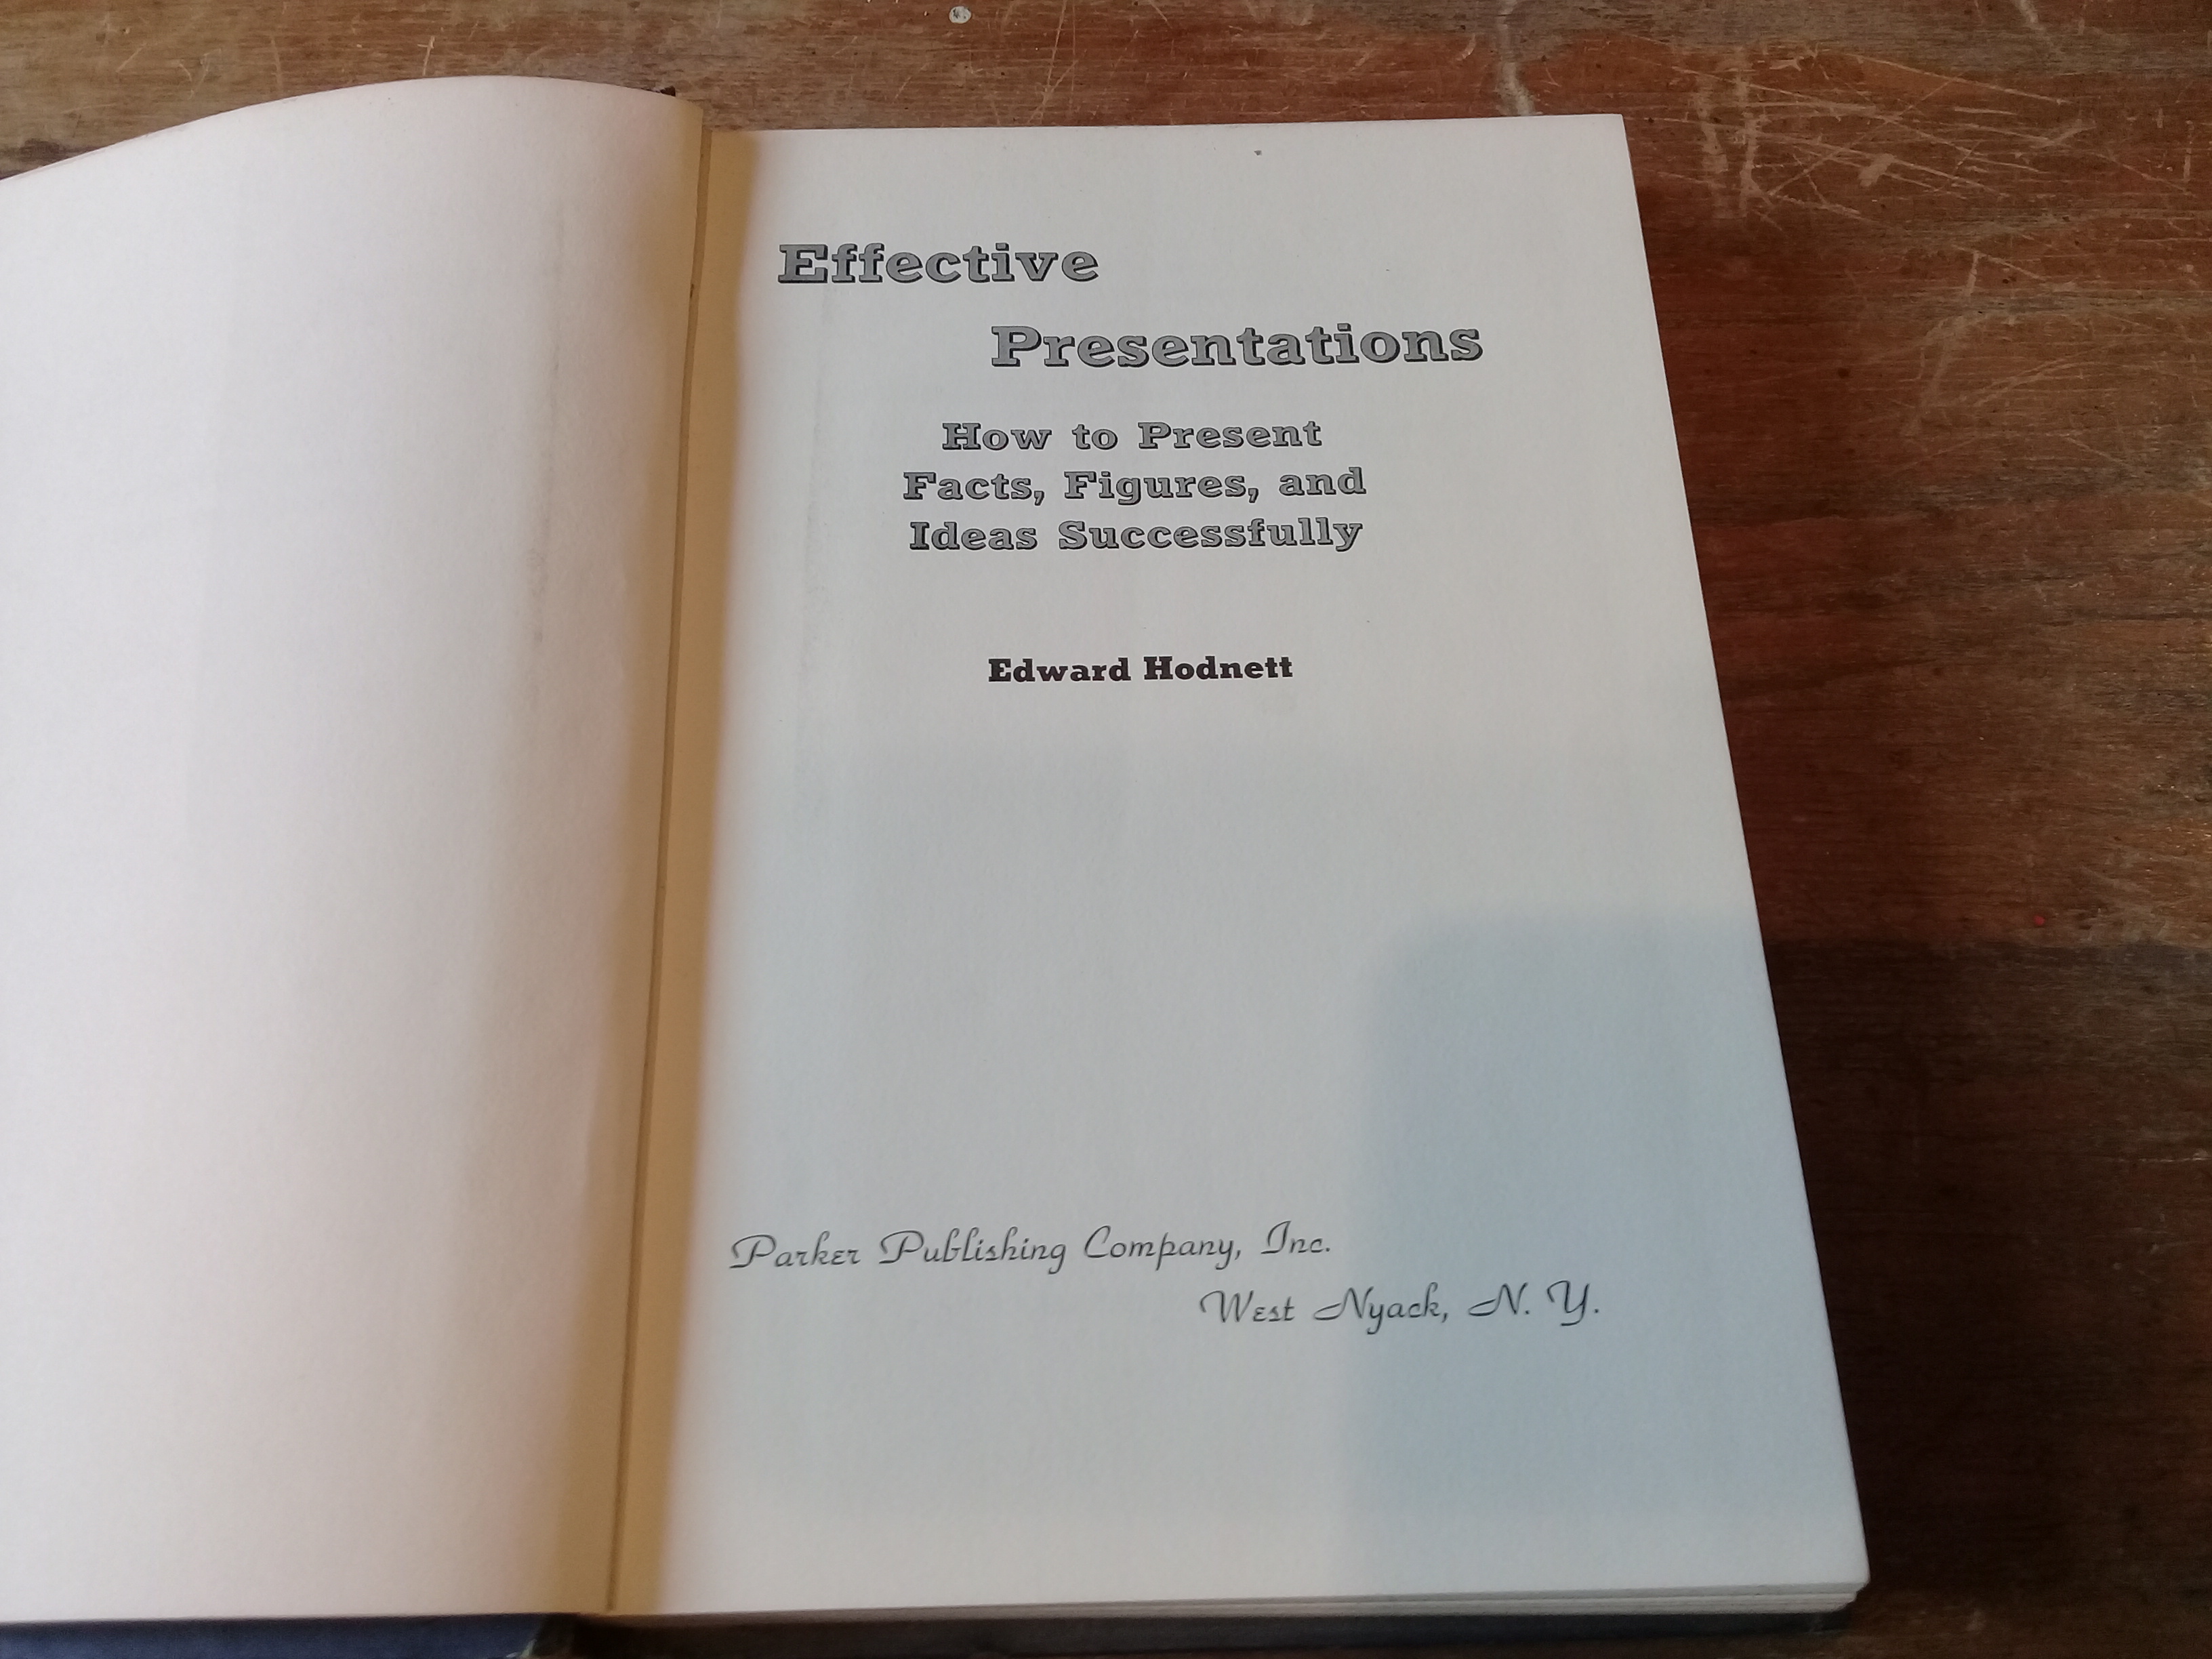 Effective
Presentations
How to Present
Facts, Figures, and
Ideas Successfully
Edward Hodnett
Parker Publishing Company, Inc.
West Nyack, N. Y.